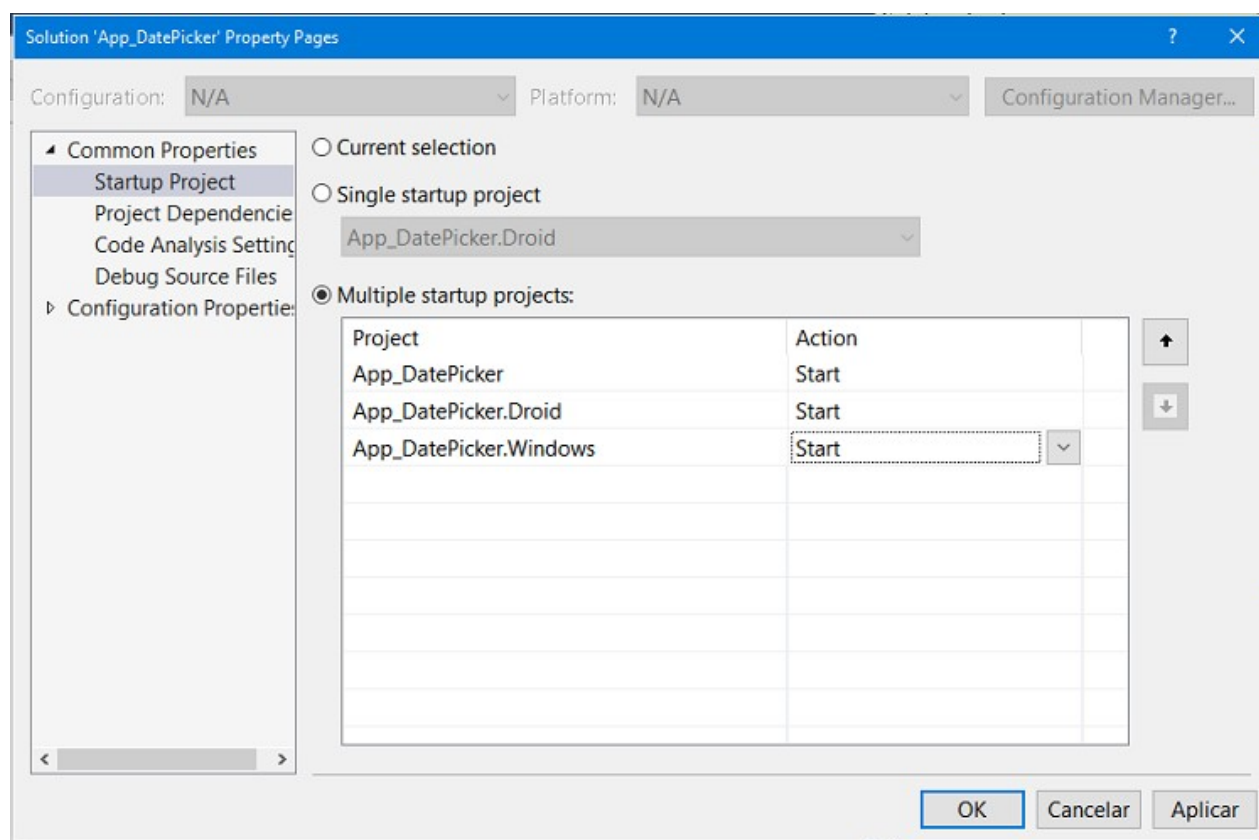 Solution 'App_DatePicker' Property Pages
? ✕
Configuration: N/A Platform: N/A Configuration Manager...
Common Properties
Startup Project
Project Dependencie
Code Analysis Setting
Debug Source Files
Configuration Propertie
Current selection
Single startup project
App_DatePicker.Droid
Multiple startup projects:
Project Action
App_DatePicker Start
App_DatePicker.Droid Start
App_DatePicker.Windows Start
OK Cancelar Aplicar